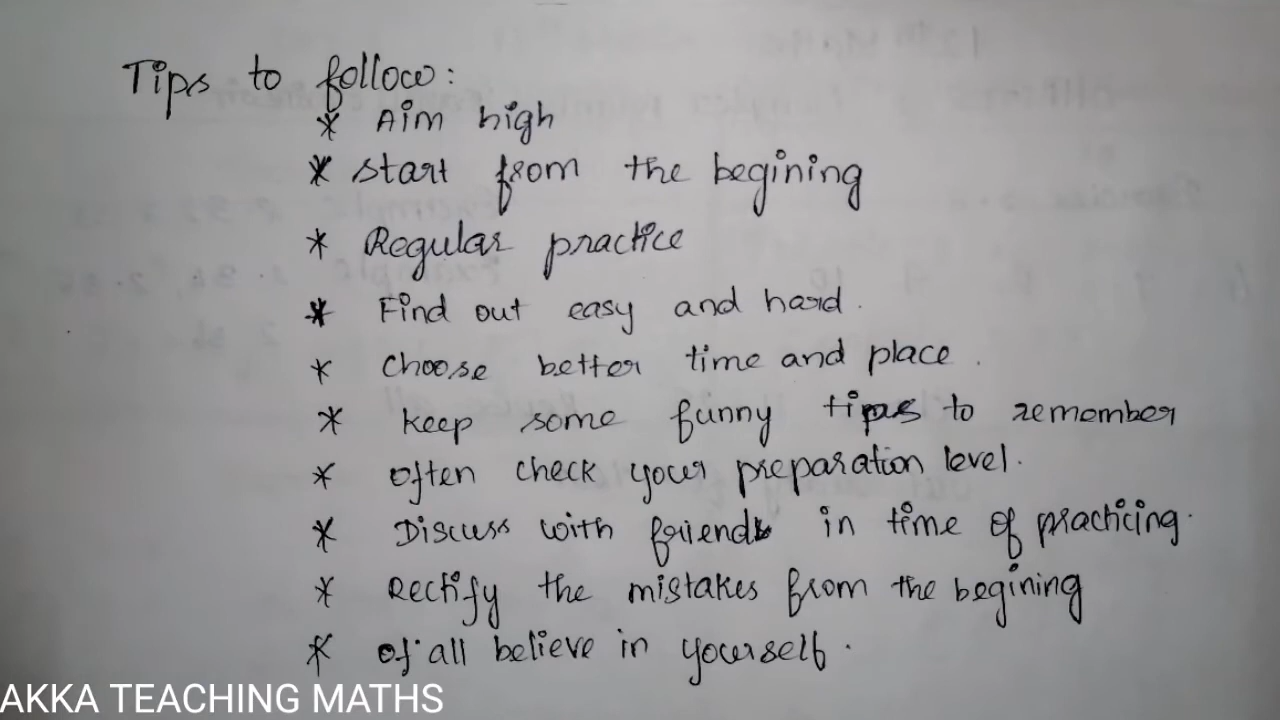 Tips to follow:
* Aim high
* start from the begining
* Regular practice
* Find out easy and hard.
* Choose better time and place.
* keep some funny tips to remember
* often check your preparation level.
* Discuss with friends in time of practicing.
* Rectify the mistakes from the begining
* of all believe in yourself.
AKKA TEACHING MATHS